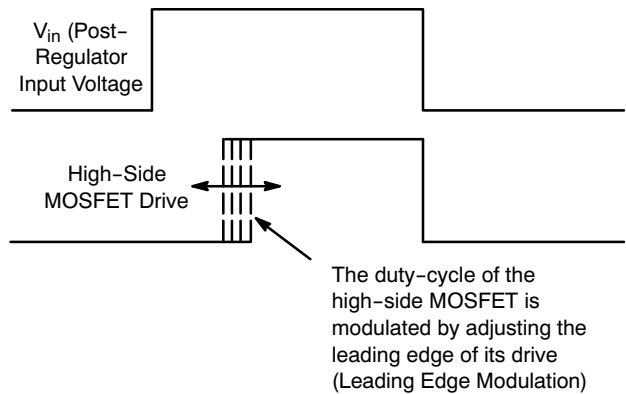 V_in (Post-
Regulator
Input Voltage
High-Side
MOSFET Drive
The duty-cycle of the
high-side MOSFET is
modulated by adjusting the
leading edge of its drive
(Leading Edge Modulation)